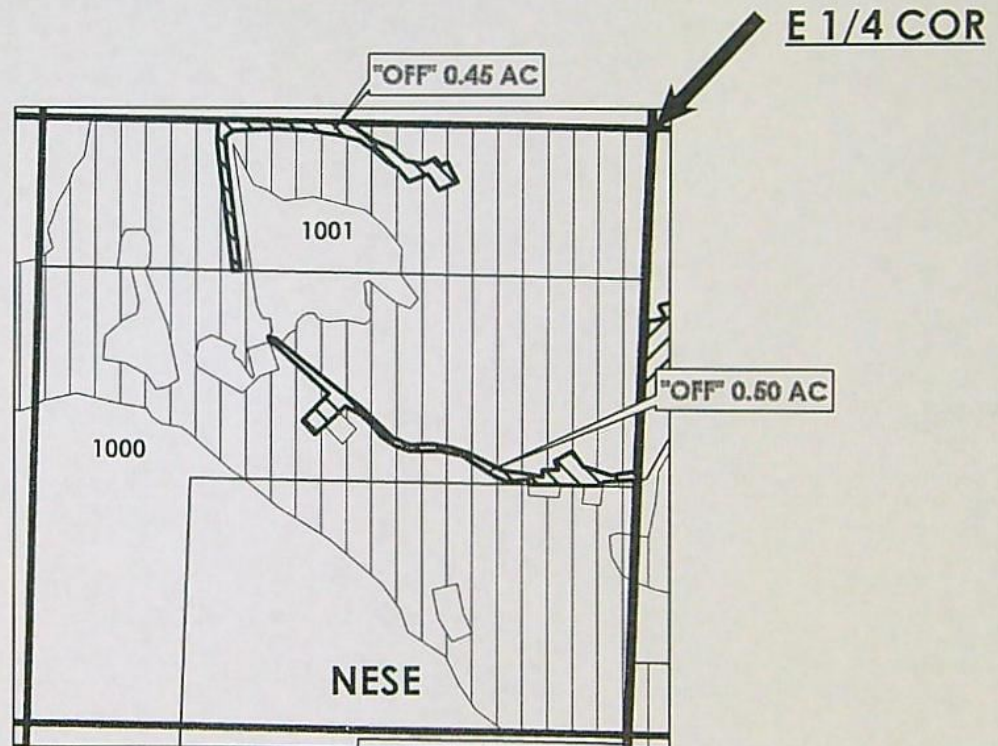 E 1/4 COR
"OFF" 0.45 AC
1001
"OFF" 0.50 AC
1000
NESE